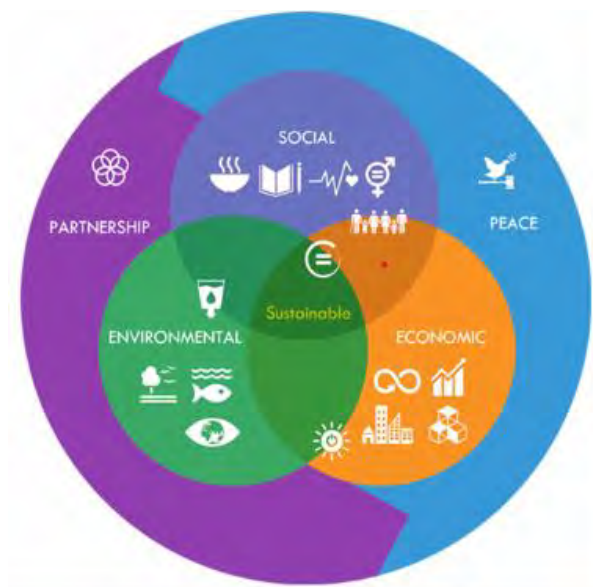 SOCIAL
PARTNERSHIP
PEACE
Sustainable
ENVIRONMENTAL
ECONOMIC